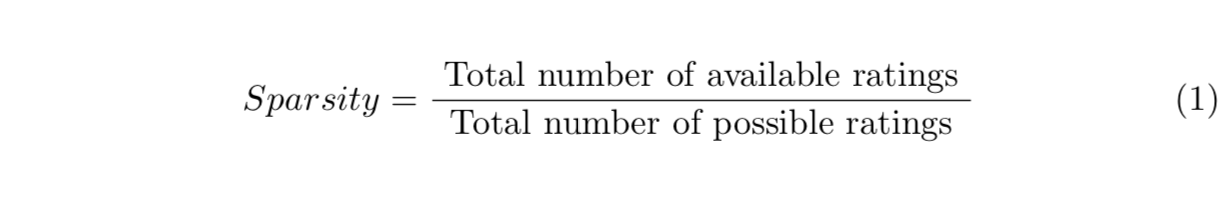 Sparsity = Total number of available ratings
Total number of possible ratings
(1)